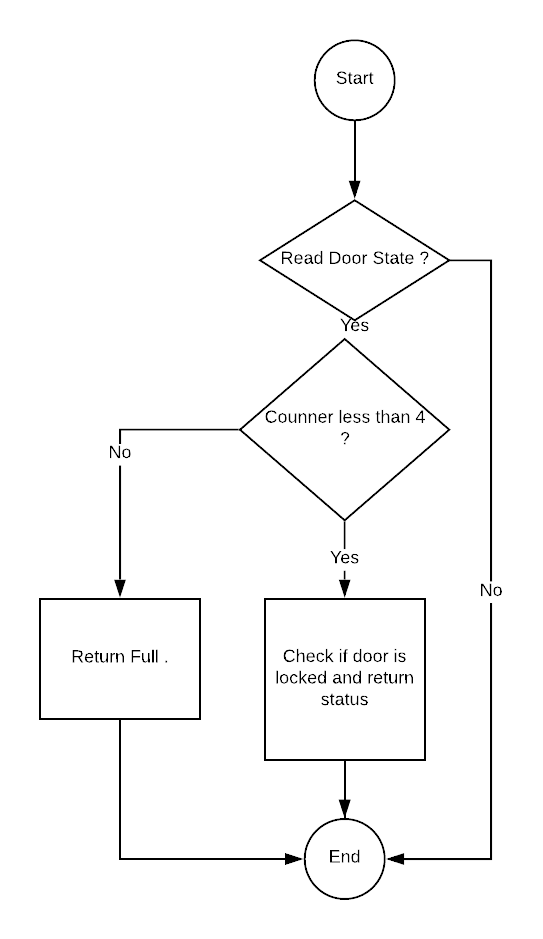 Start
Read Door State ?
Yes
Counner less than 4
?
No
Yes
No
Return Full .
Check if door is
locked and return
status
End